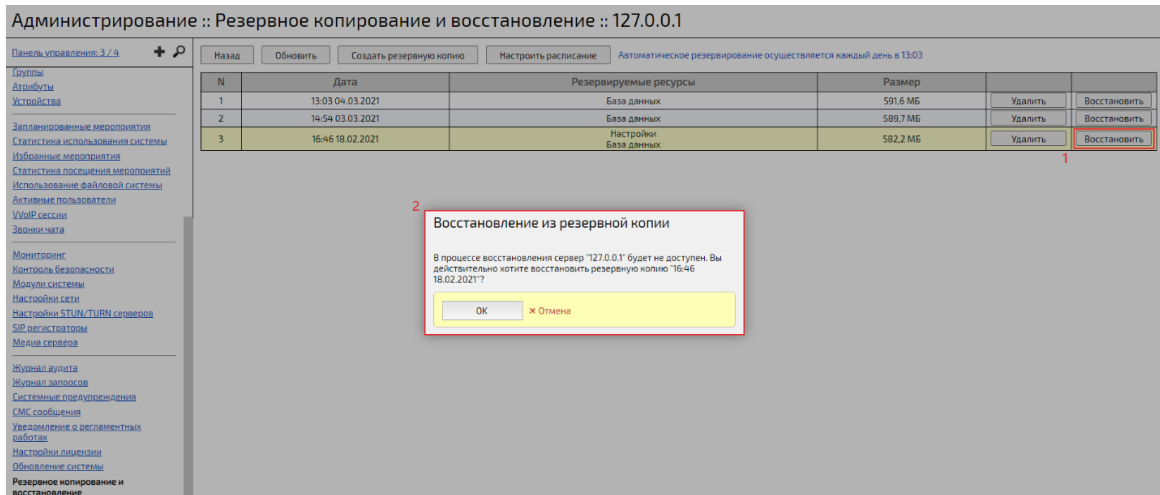 Администрирование :: Резервное копирование и восстановление :: 127.0.0.1
Панель управления: 3 / 4
Группы
Атрибуты
Устройства
Запланированные мероприятия
Статистика использования системы
Избранные мероприятия
Статистика посещения мероприятий
Использование файловой системы
Активные пользователи
VVoIP сессии
Звонки чата
Мониторинг
Контроль безопасности
Модули системы
Настройки сети
Настройки STUN/TURN серверов
SIP регистраторы
Медиа сервера
Журнал аудита
Журнал запросов
Системные предупреждения
СМС сообщения
Уведомление о регламентных
работах
Настройки лицензии
Обновление системы
Резервное копирование и
восстановление
Назад Обновить Создать резервную копию Настроить расписание Автоматическое резервирование осуществляется каждый день в 13:03
N Дата Резервируемые ресурсы Размер
1 13:03 04.03.2021 База данных 591,6 МБ Удалить Восстановить
2 14:54 03.03.2021 База данных 589,7 МБ Удалить Восстановить
3 16:46 18.02.2021 Настройки
База данных 582,2 МБ Удалить Восстановить
1
2
Восстановление из резервной копии
В процессе восстановления сервер "127.0.0.1" будет не доступен. Вы
действительно хотите восстановить резервную копию "16:46
18.02.2021"?
ОК × Отмена